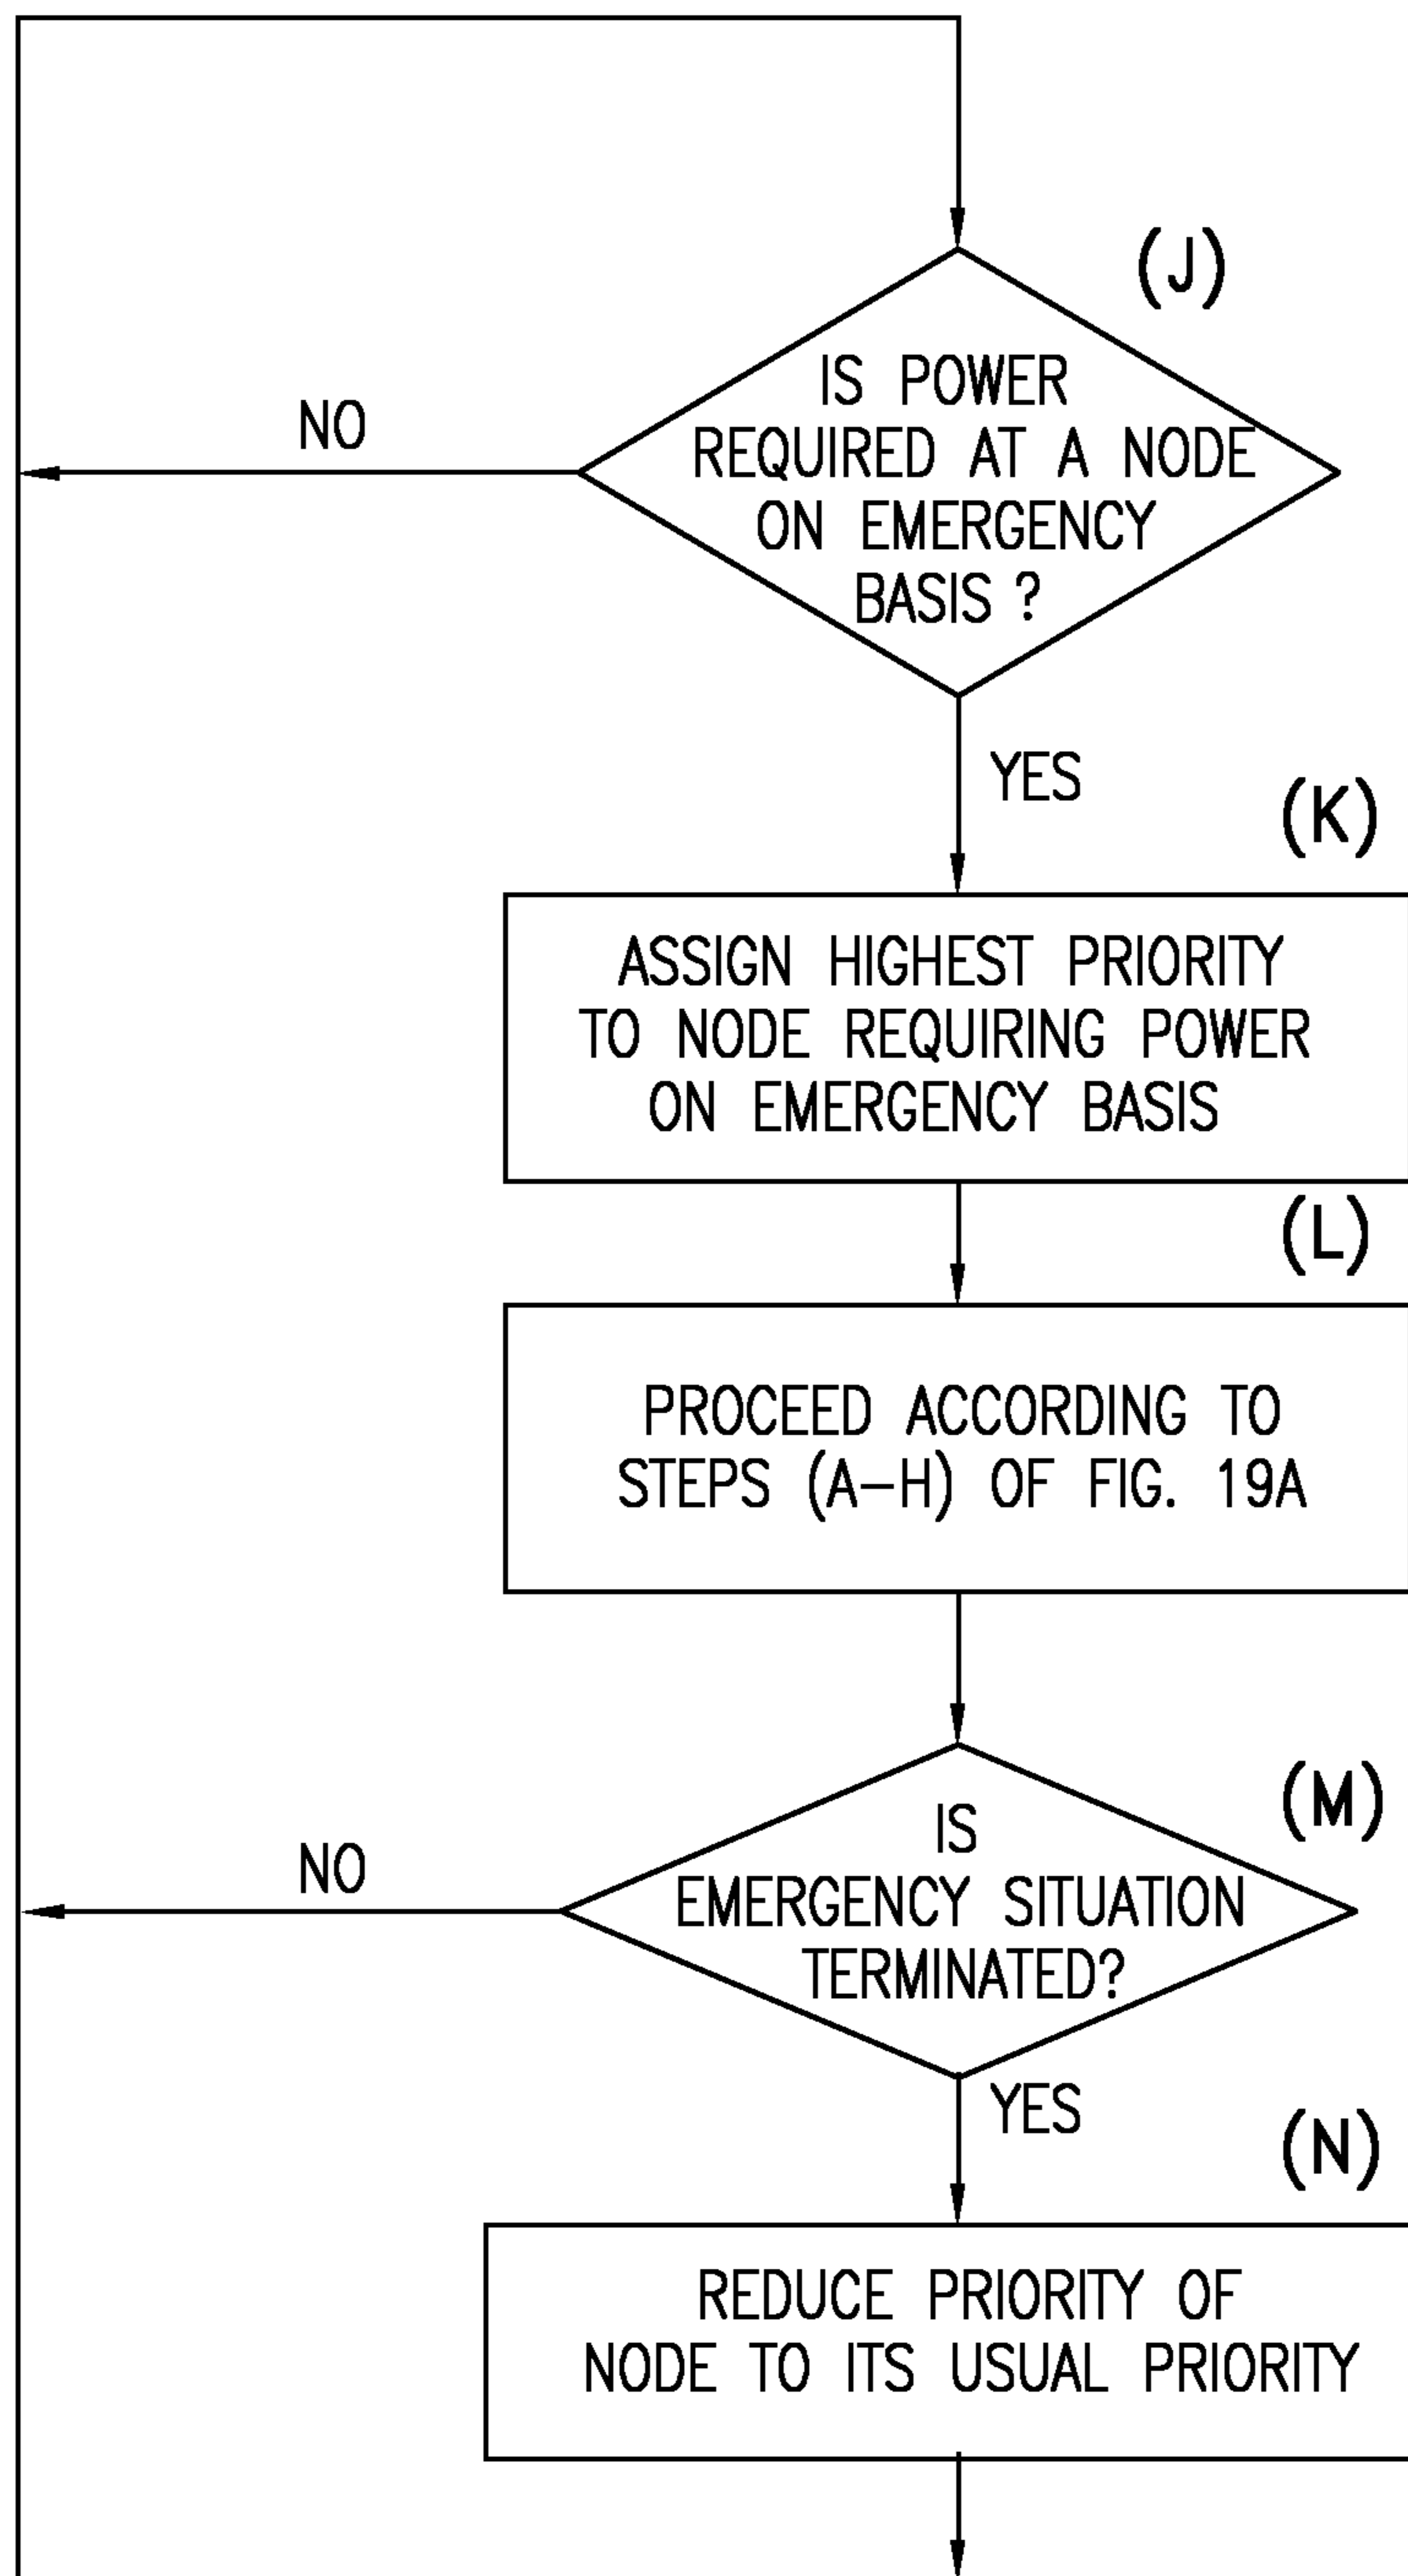 (J)
IS POWER
REQUIRED AT A NODE
ON EMERGENCY
BASIS ?
NO
YES
(K)
ASSIGN HIGHEST PRIORITY
TO NODE REQUIRING POWER
ON EMERGENCY BASIS
(L)
PROCEED ACCORDING TO
STEPS (A-H) OF FIG. 19A
(M)
IS
EMERGENCY SITUATION
TERMINATED?
NO
YES
(N)
REDUCE PRIORITY OF
NODE TO ITS USUAL PRIORITY